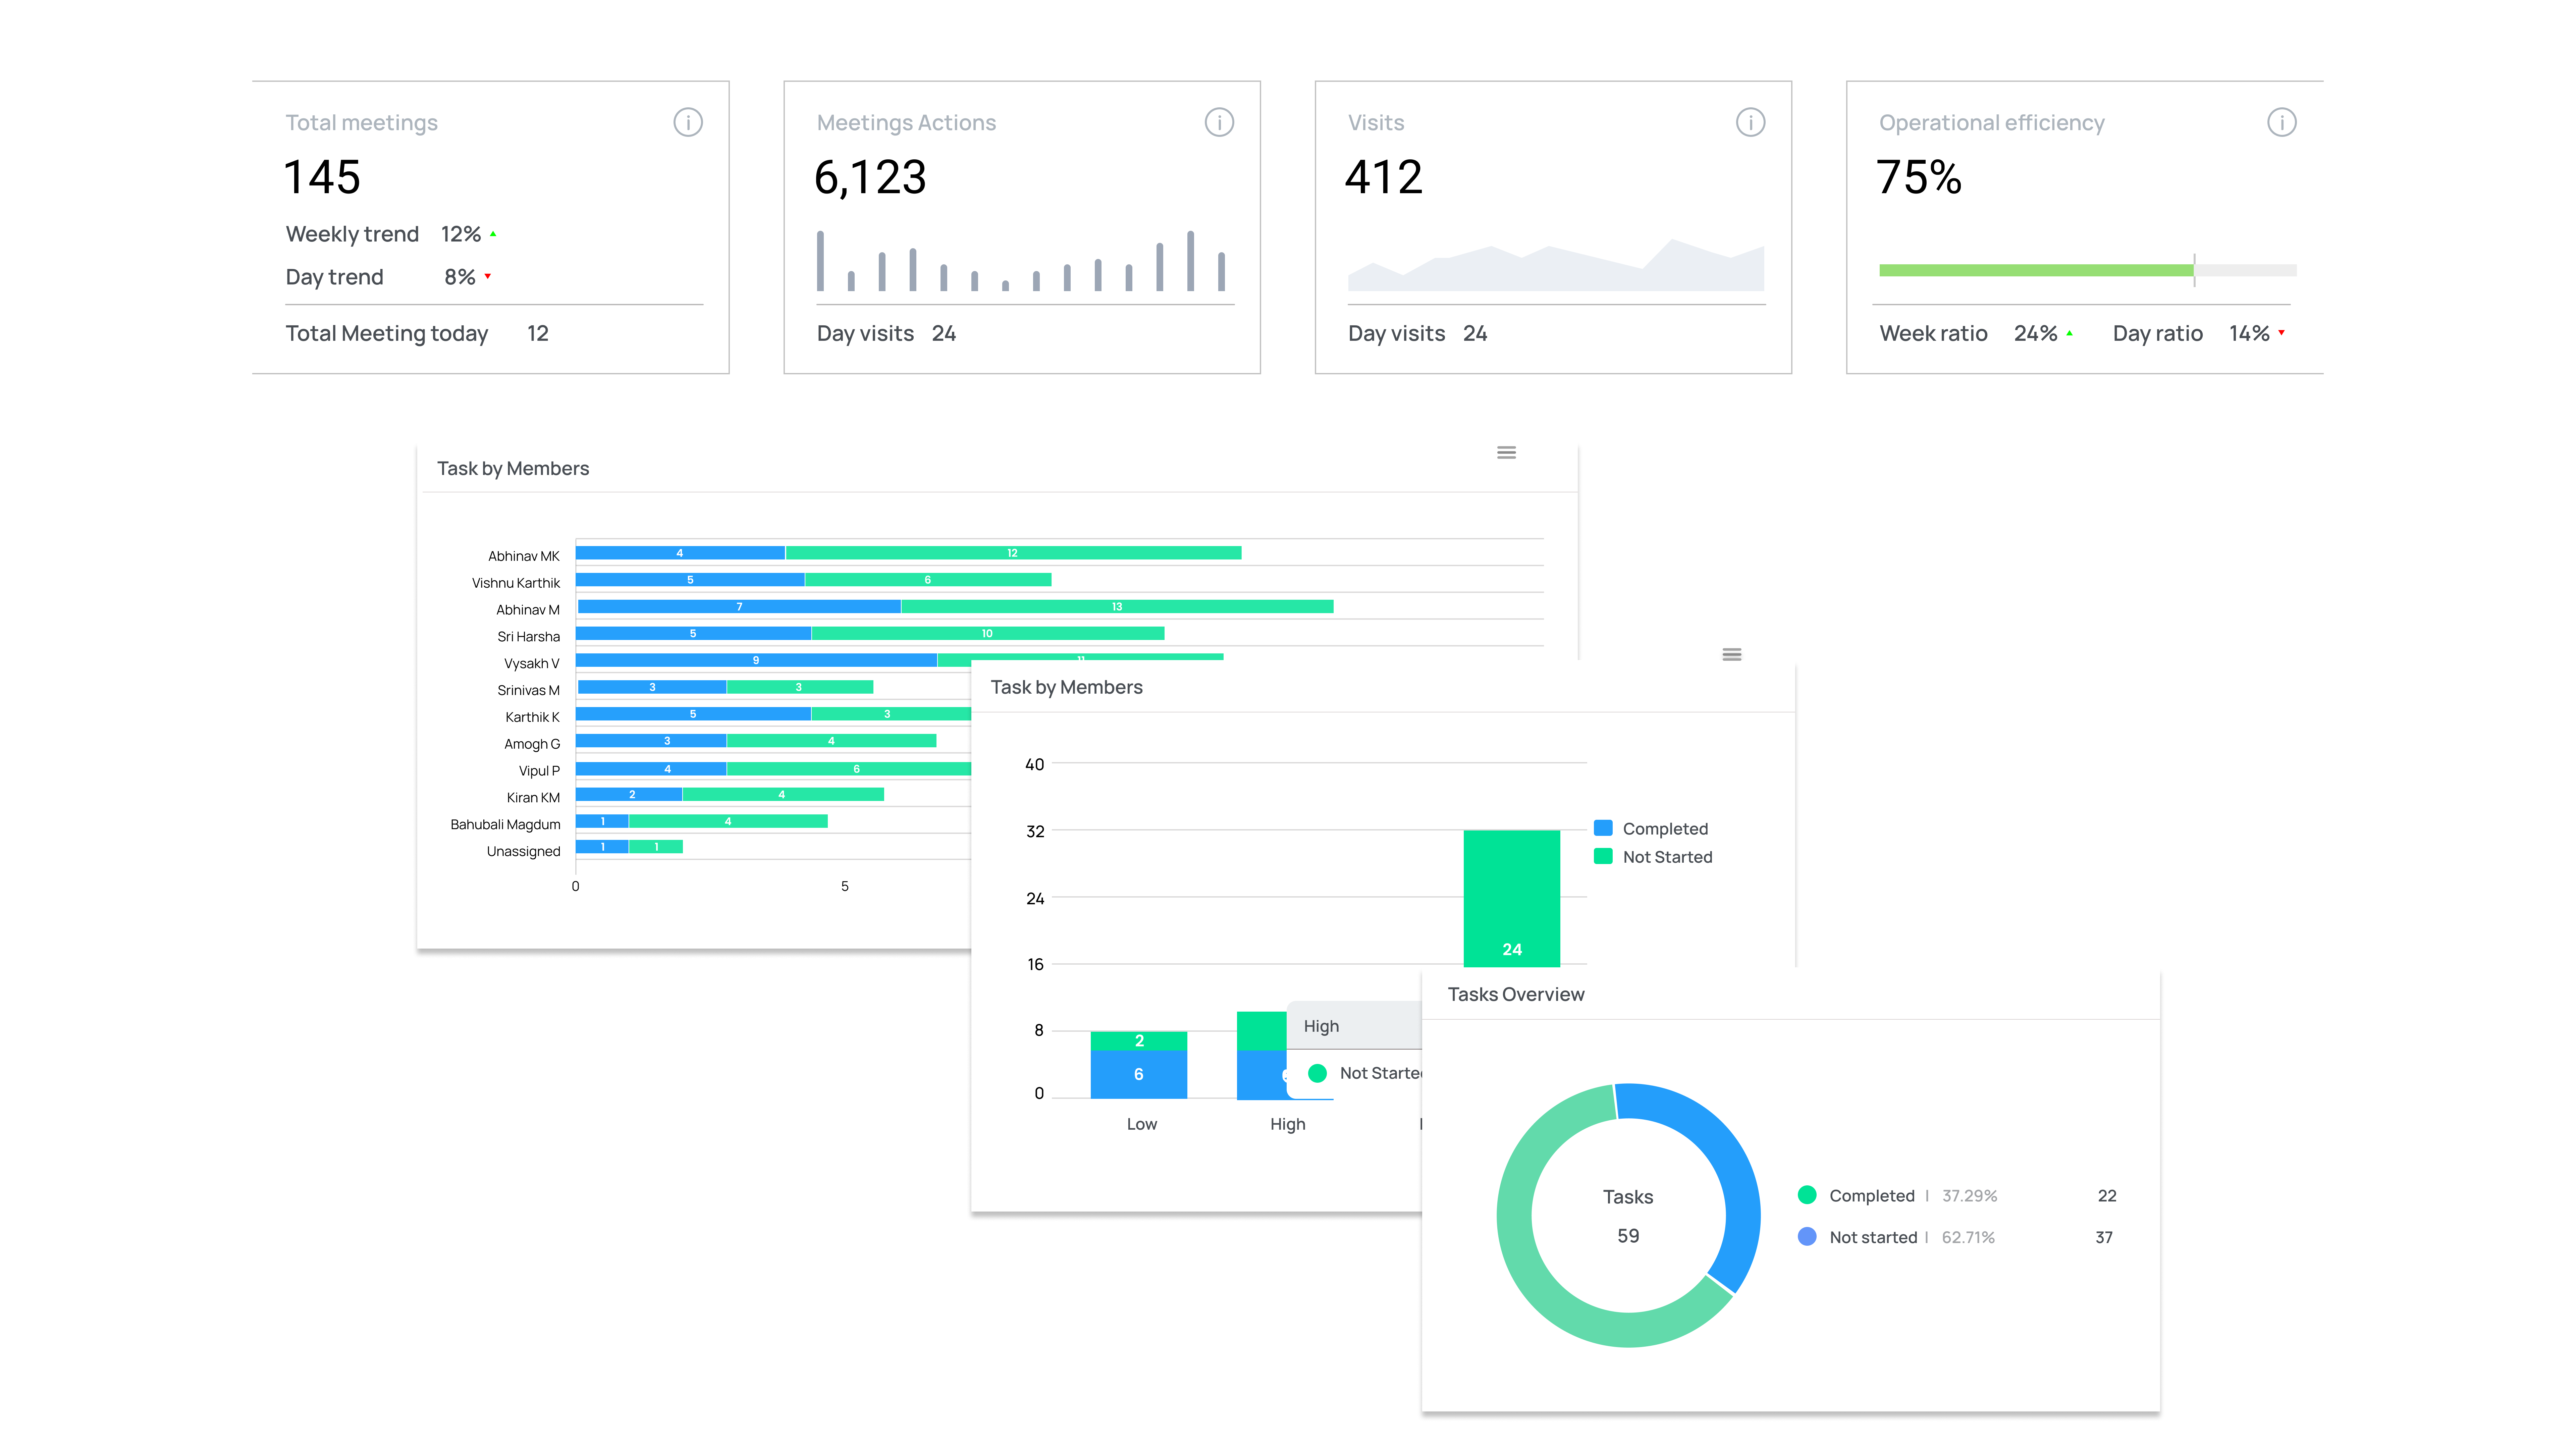 Total meetings
145
Weekly trend 12%
Day trend 8%
Total Meeting today 12
Meetings Actions
6,123
Day visits 24
Visits
412
Day visits 24
Operational efficiency
75%
Week ratio 24% Day ratio 14%
Task by Members
Abhinav MK 4 12
Vishnu Karthik 5 6
Abhinav M 7 13
Sri Harsha 5 10
Vysakh V 9 11
Srinivas M 3 3
Karthik K 5 3
Amogh G 3 4
Vipul P 4 6
Kiran KM 2 4
Bahubali Magdum 1 4
Unassigned 1 1
0 5
Task by Members
40
32
24
16
8
0
24
2
6
Low High
Completed
Not Started
High
Not Starte
Tasks Overview
Tasks
59
Completed | 37.29% 22
Not started | 62.71% 37